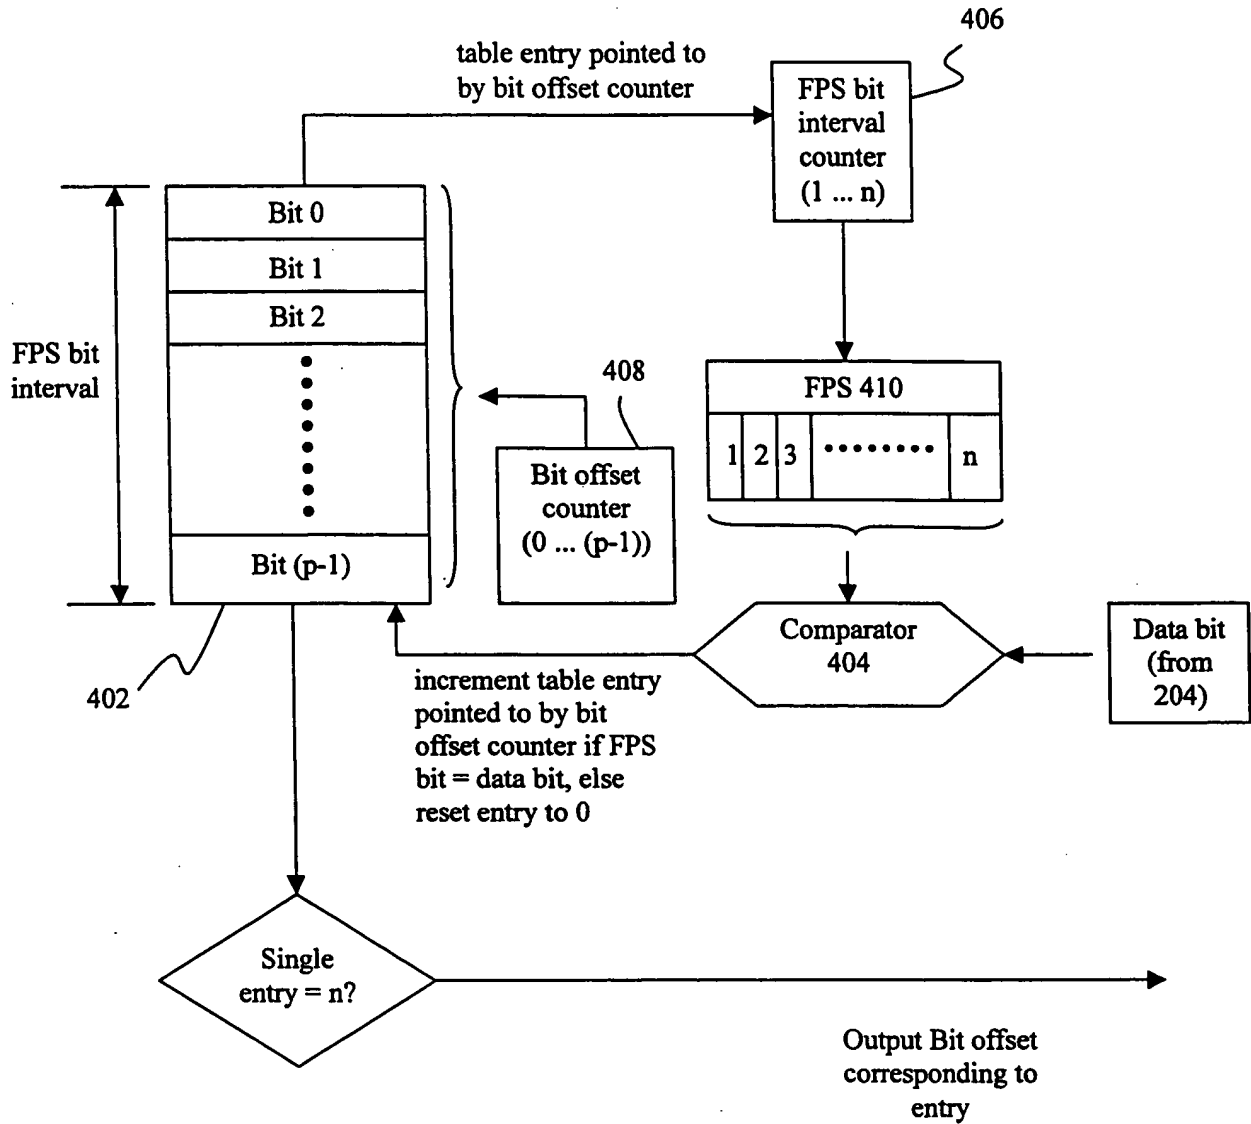 406
table entry pointed to
by bit offset counter
FPS bit
interval
counter
(1 ... n)
Bit 0
Bit 1
Bit 2
Bit (p-1)
FPS bit
interval
408
Bit offset
counter
(0 ... (p-1))
FPS 410
1 2 3 ........ n
Comparator
404
Data bit
(from
204)
402
increment table entry
pointed to by bit
offset counter if FPS
bit = data bit, else
reset entry to 0
Single
entry = n?
Output Bit offset
corresponding to
entry